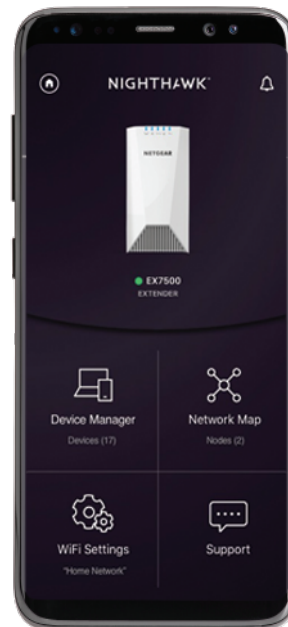 NIGHTHAWK
NETGEAR
EX7500
EXTENDER
Device Manager
Devices (17)
Network Map
Nodes (2)
WiFi Settings
"Home Network"
Support